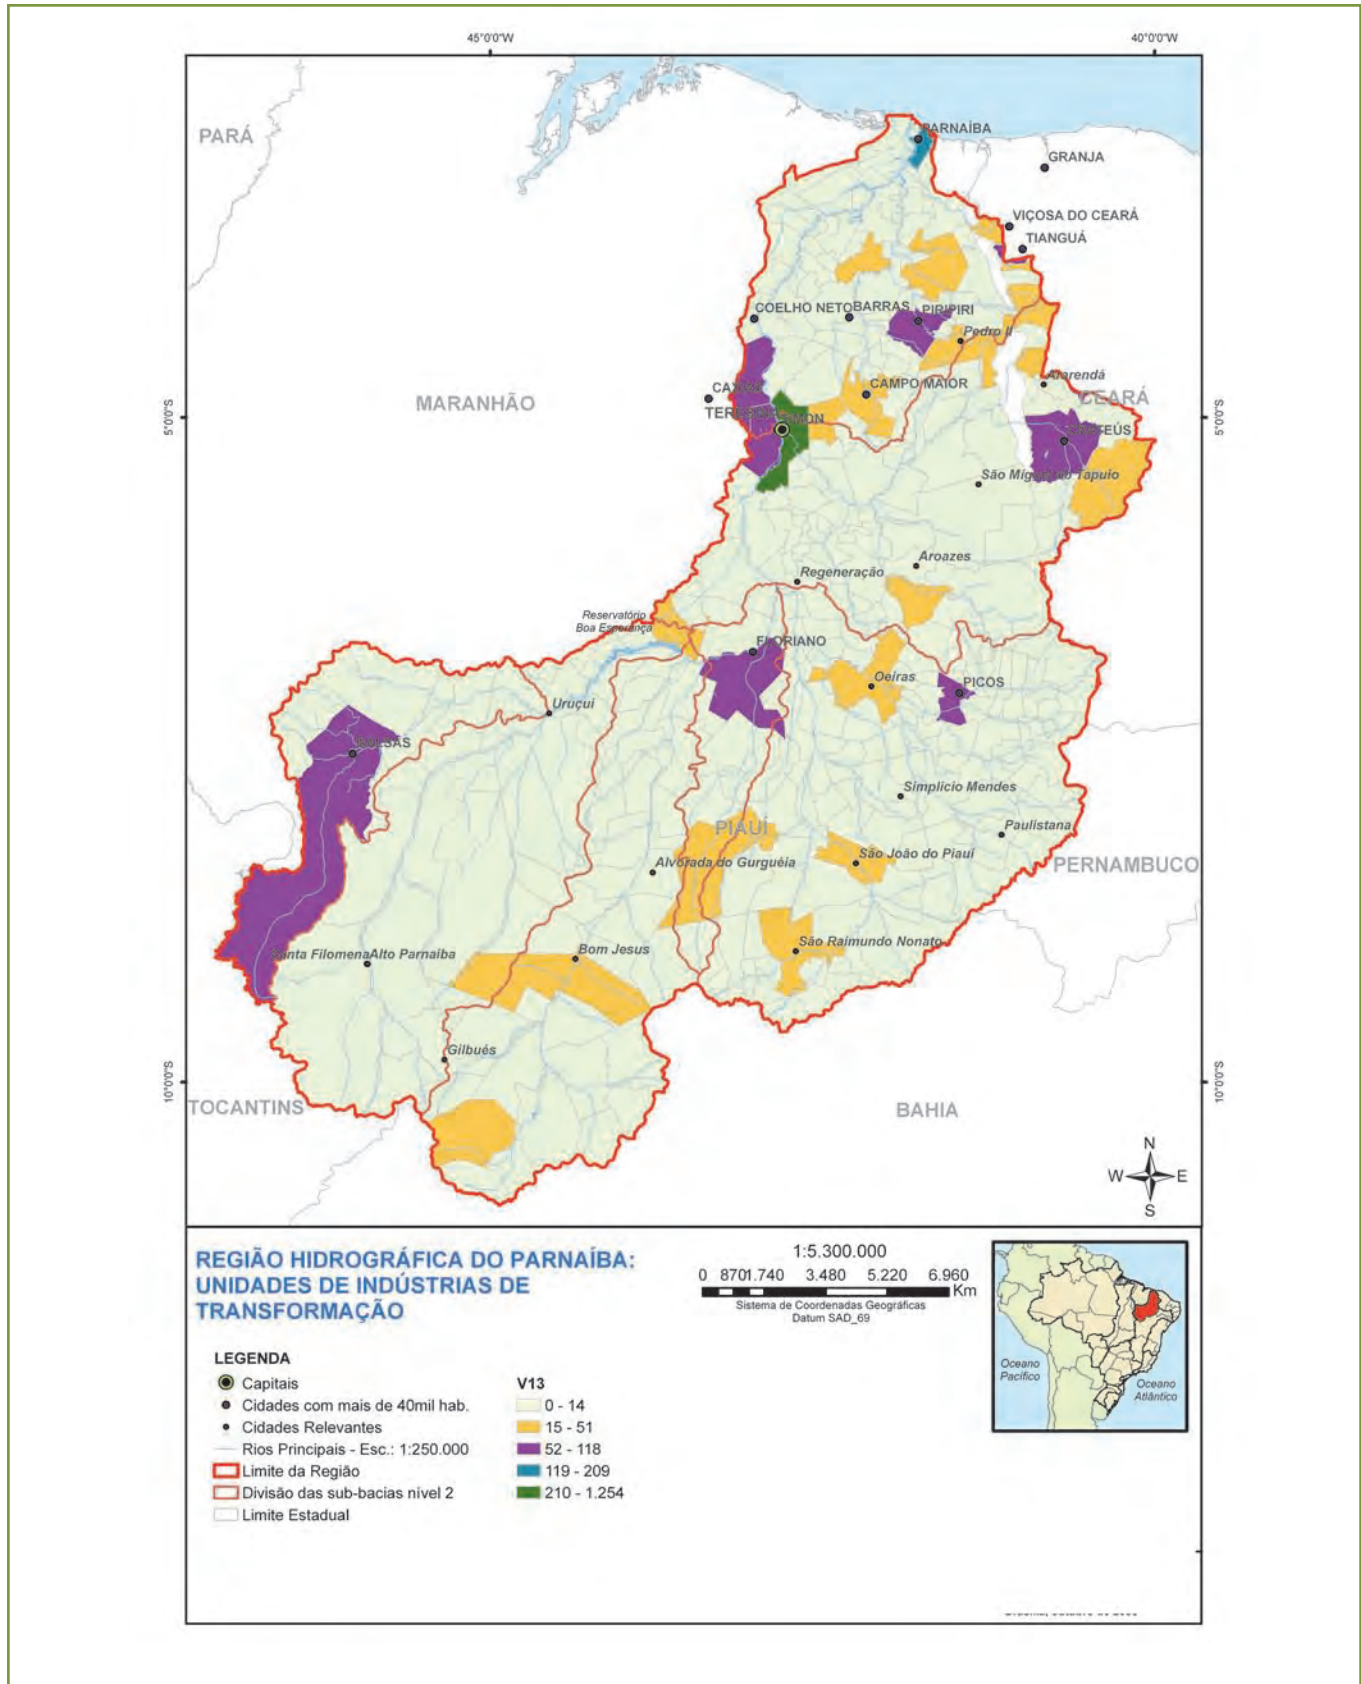 45°0'0"W
40°0'0"W
PARÁ
PARNAÍBA
GRANJA
VIÇOSA DO CEARÁ
TIANGUÁ
COELHO NETO
BARRAS
PIRIPIRI
Pedro II
MARANHÃO
CAMPO MAIOR
CEARÁ
5°0'0"S
5°0'0"S
São Miguel do Tapuio
Aroazes
Regeneração
Reservatório
Boa Esperança
FLORIANO
Oeiras
PICOS
Uruçuí
Simplício Mendes
Paulistana
PIAUÍ
São João do Piauí
Alvorada do Gurguéia
PERNAMBUCO
São Raimundo Nonato
Bom Jesus
Santa Filomena
Alto Parnaíba
Gilbués
10°0'0"S
10°0'0"S
TOCANTINS
BAHIA
N
W
E
S
REGIÃO HIDROGRÁFICA DO PARNAÍBA:
UNIDADES DE INDÚSTRIAS DE
TRANSFORMAÇÃO
1:5.300.000
0 870 1.740 3.480 5.220 6.960
Km
Sistema de Coordenadas Geográficas
Datum SAD_69
LEGENDA
Capitais
Cidades com mais de 40mil hab.
Cidades Relevantes
Rios Principais - Esc.: 1:250.000
Limite da Região
Divisão das sub-bacias nível 2
Limite Estadual
V13
0 - 14
15 - 51
52 - 118
119 - 209
210 - 1.254
Oceano
Pacífico
Oceano
Atlântico